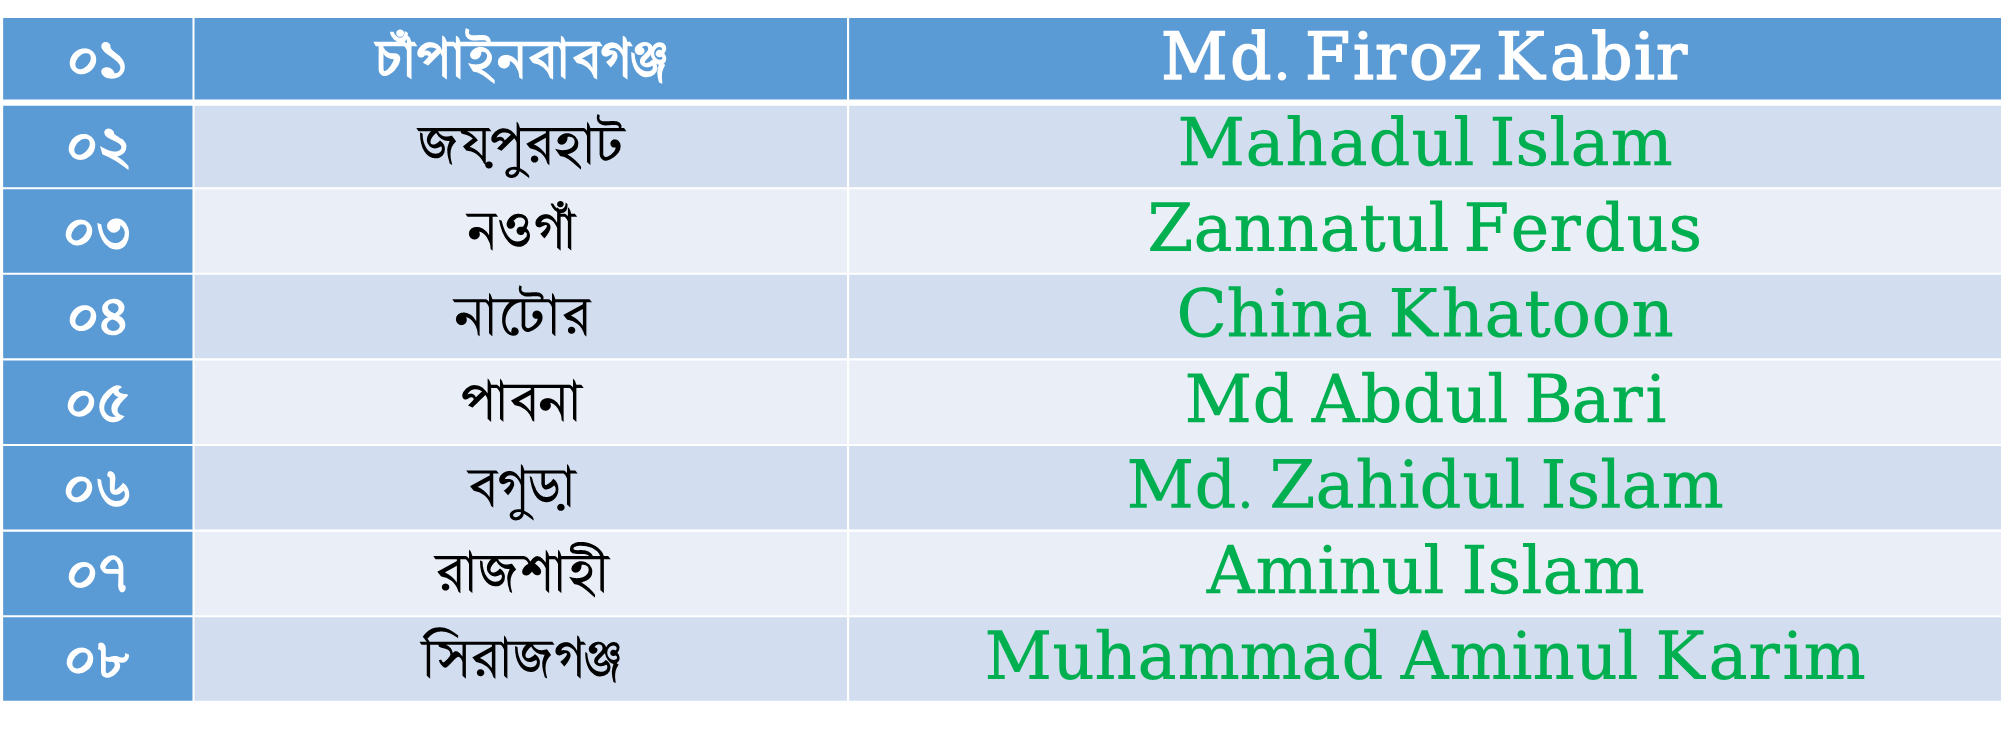 ০১ চাঁপাইনবাবগঞ্জ Md. Firoz Kabir
০২ জয়পুরহাট Mahadul Islam
০৩ নওগাঁ Zannatul Ferdus
০৪ নাটোর China Khatoon
০৫ পাবনা Md Abdul Bari
০৬ বগুড়া Md. Zahidul Islam
০৭ রাজশাহী Aminul Islam
০৮ সিরাজগঞ্জ Muhammad Aminul Karim